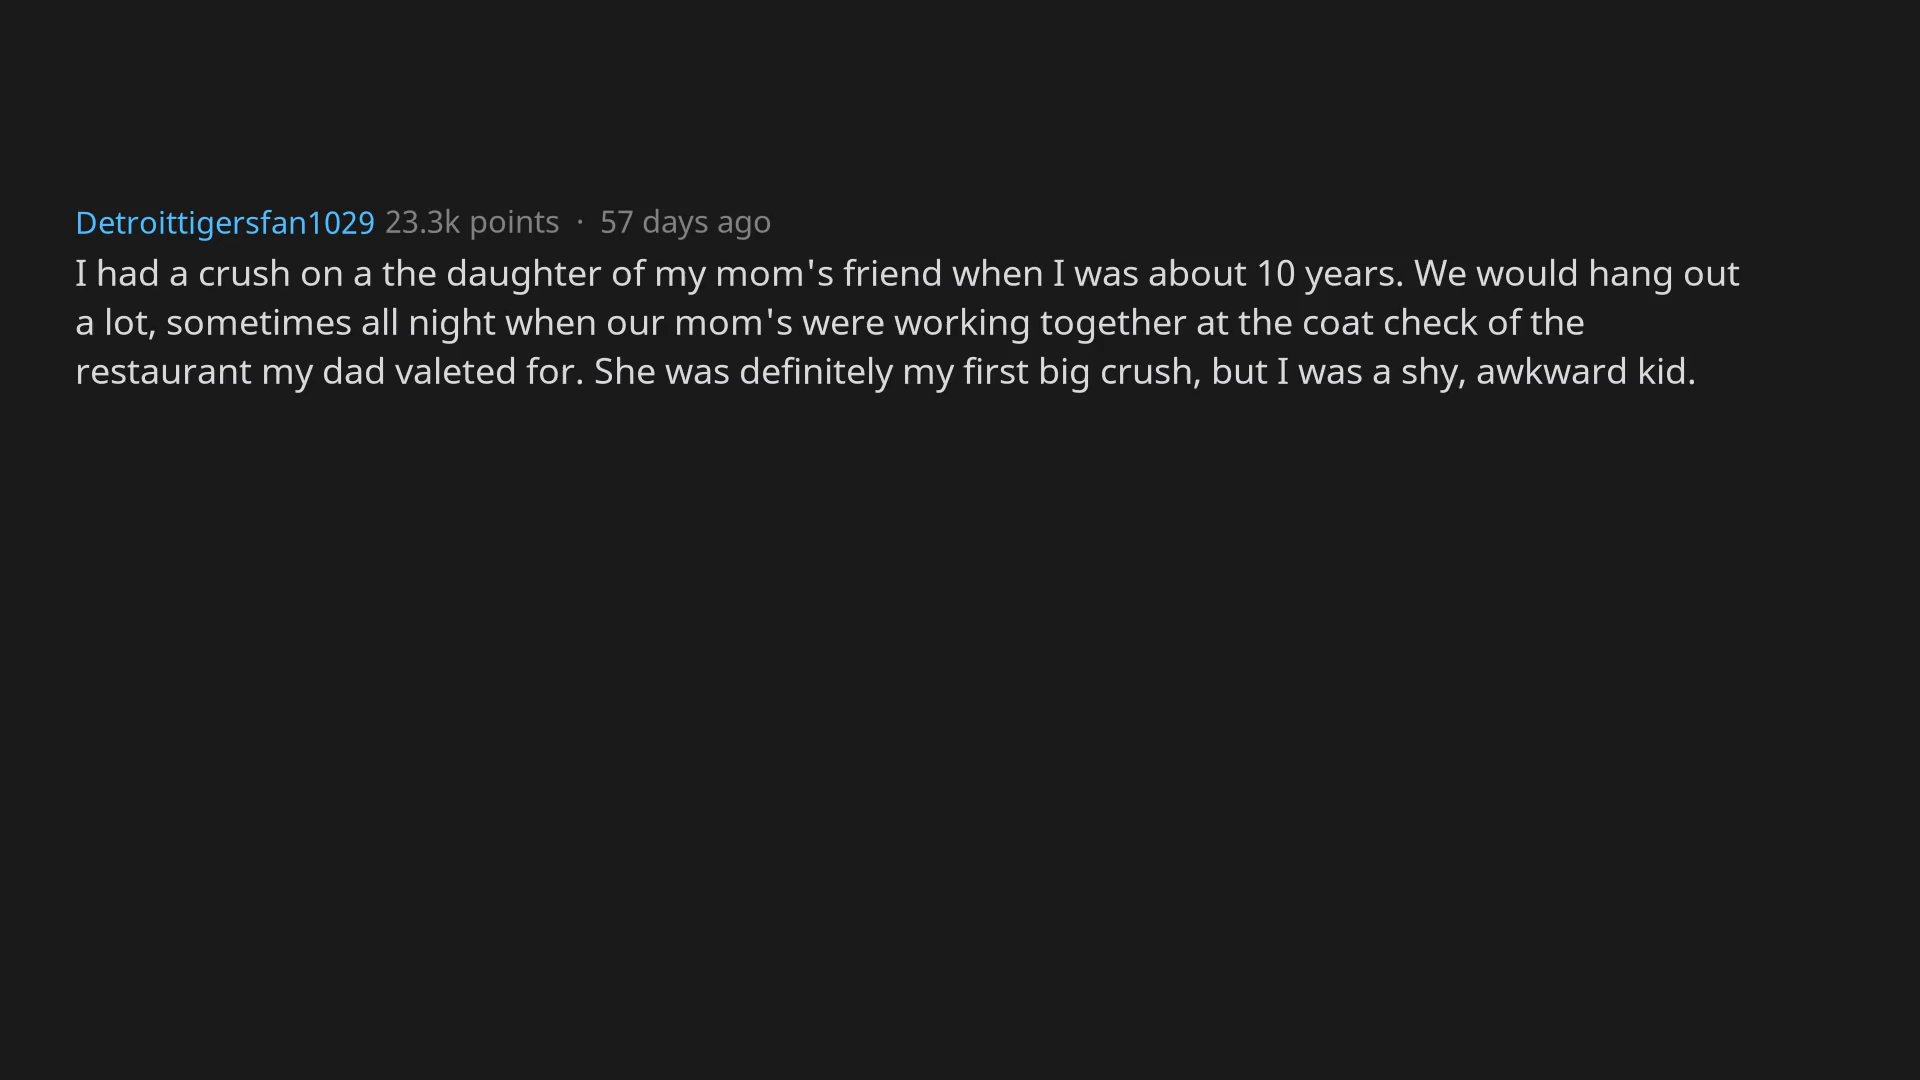 Detroittigersfan1029 23.3k points · 57 days ago
I had a crush on a the daughter of my mom's friend when I was about 10 years. We would hang out
a lot, sometimes all night when our mom's were working together at the coat check of the
restaurant my dad valeted for. She was definitely my first big crush, but I was a shy, awkward kid.